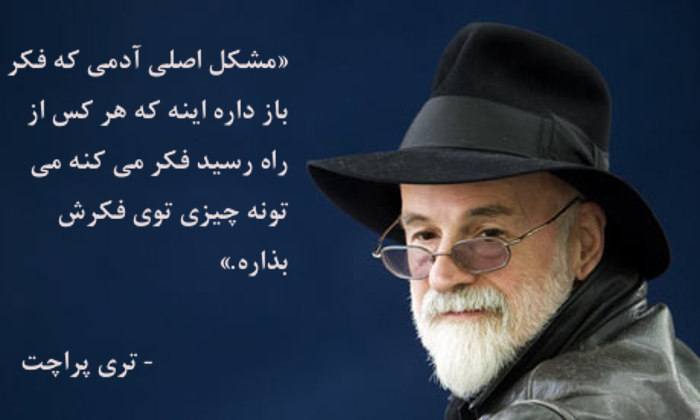 «مشکل اصلی آدمی که فکر
باز داره اینه که هر کس از
راه رسید فکر می کنه می
تونه چیزی توی فکرش
بذاره.»
- تری پراچت